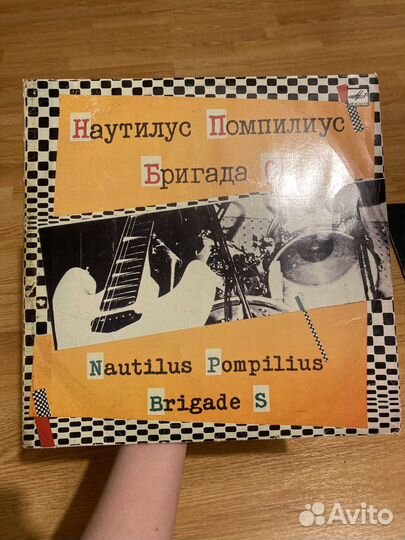 Наутилус Помпилиус
Бригада С
Nautilus Pompilius
Brigade S
Avito